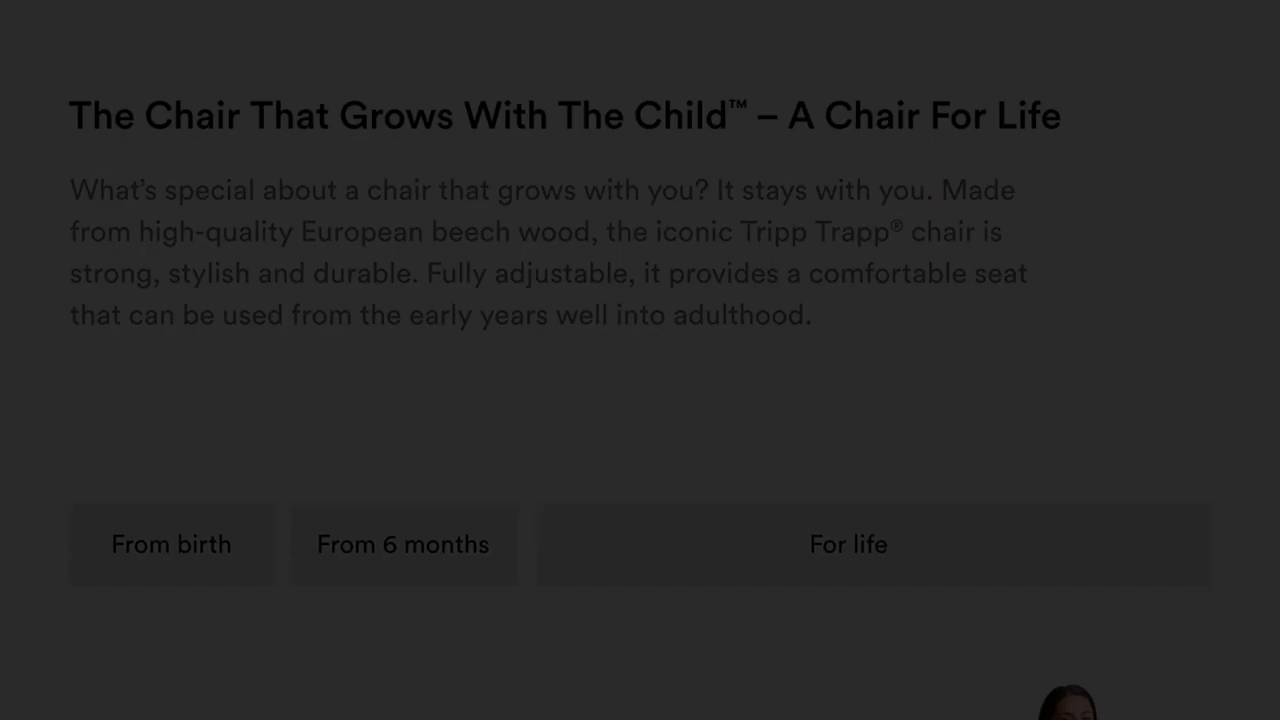 The Chair That Grows With The Child™ – A Chair For Life
What's special about a chair that grows with you? It stays with you. Made
from high-quality European beech wood, the iconic Tripp Trapp® chair is
strong, stylish and durable. Fully adjustable, it provides a comfortable seat
that can be used from the early years well into adulthood.
From birth
From 6 months
For life